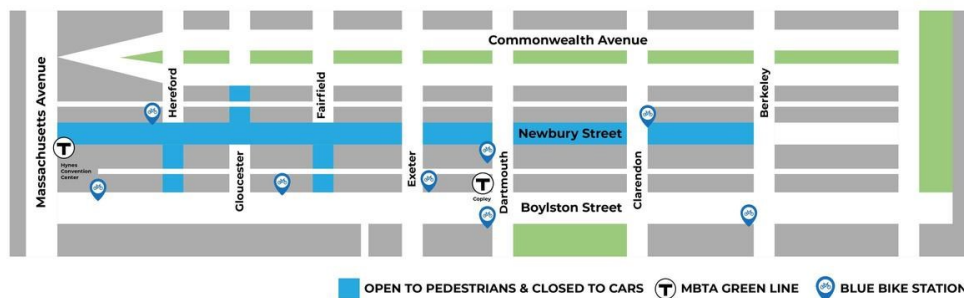 Commonwealth Avenue
Massachusetts Avenue
Hereford
Fairfield
Berkeley
Newbury Street
T
Hynes
Convention
Center
Gloucester
Exeter
T
Copley
Dartmouth
Clarendon
Boylston Street
OPEN TO PEDESTRIANS & CLOSED TO CARS
T MBTA GREEN LINE
BLUE BIKE STATION